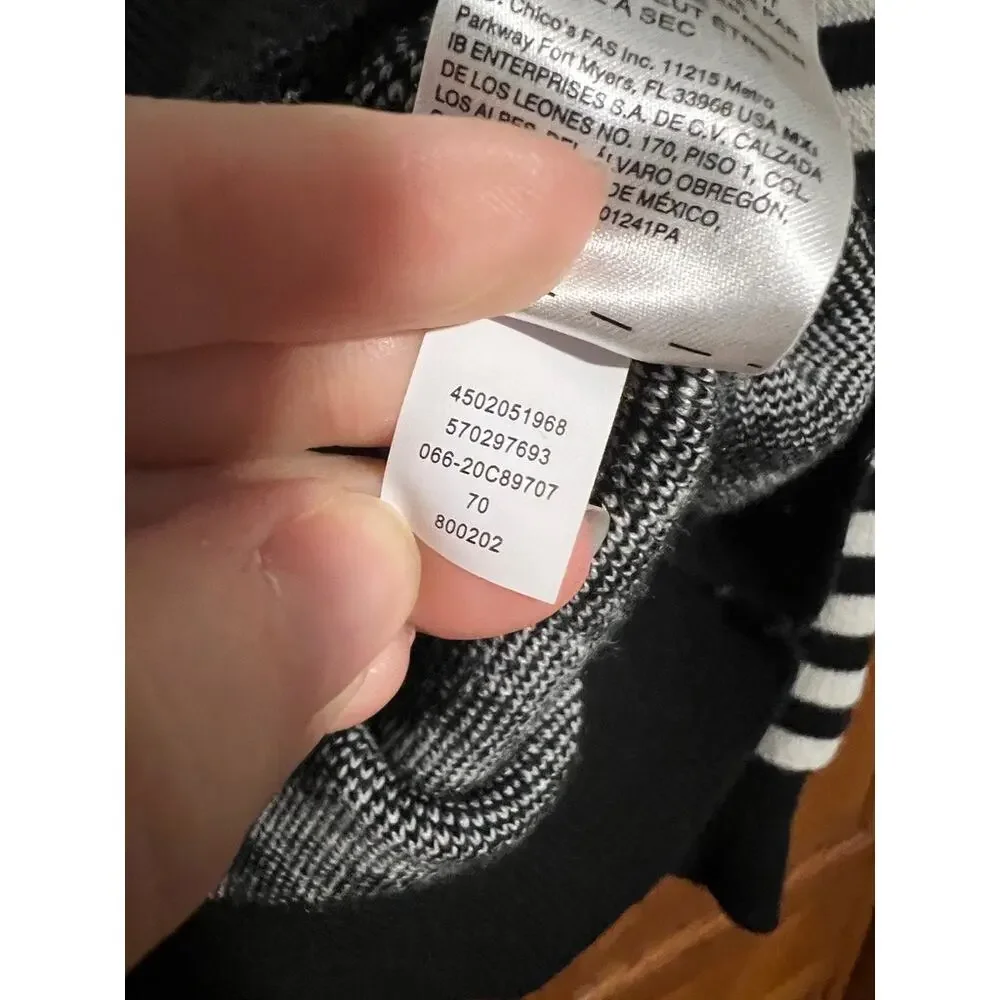 À SEC
Chico's FAS Inc. 11215 Metro
Parkway Fort Myers, FL 33966 USA MX:
IB ENTERPRISES S.A. DE C.V. CALZADA
DE LOS LEONES NO. 170, PISO 1, COL.
LOS ALPES, DEL ÁLVARO OBREGÓN,
DE MÉXICO,
01241PA
4502051968
570297693
066-20C89707
70
800202